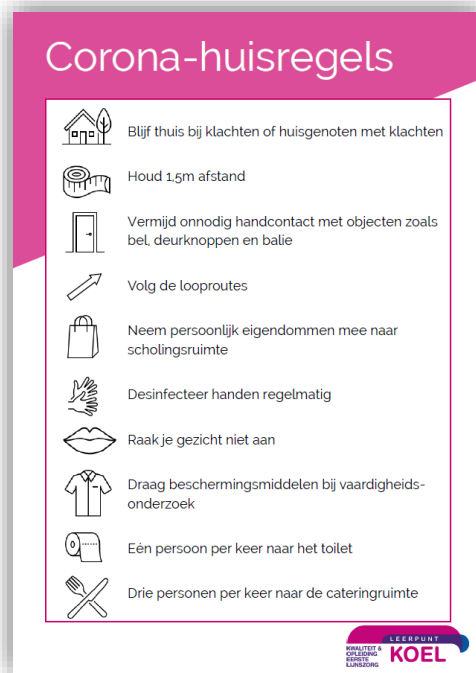 Corona-huisregels
Blijf thuis bij klachten of huisgenoten met klachten
Houd 1,5m afstand
Vermijd onnodig handcontact met objecten zoals
bel, deurknoppen en balie
Volg de looproutes
Neem persoonlijk eigendommen mee naar
scholingsruimte
Desinfecteer handen regelmatig
Raak je gezicht niet aan
Draag beschermingsmiddelen bij vaardigheids-
onderzoek
Eén persoon per keer naar het toilet
Drie personen per keer naar de cateringruimte
LEERPUNT
KWALITEIT &
OPLEIDING
EERSTE
LIJNSZORG
KOEL